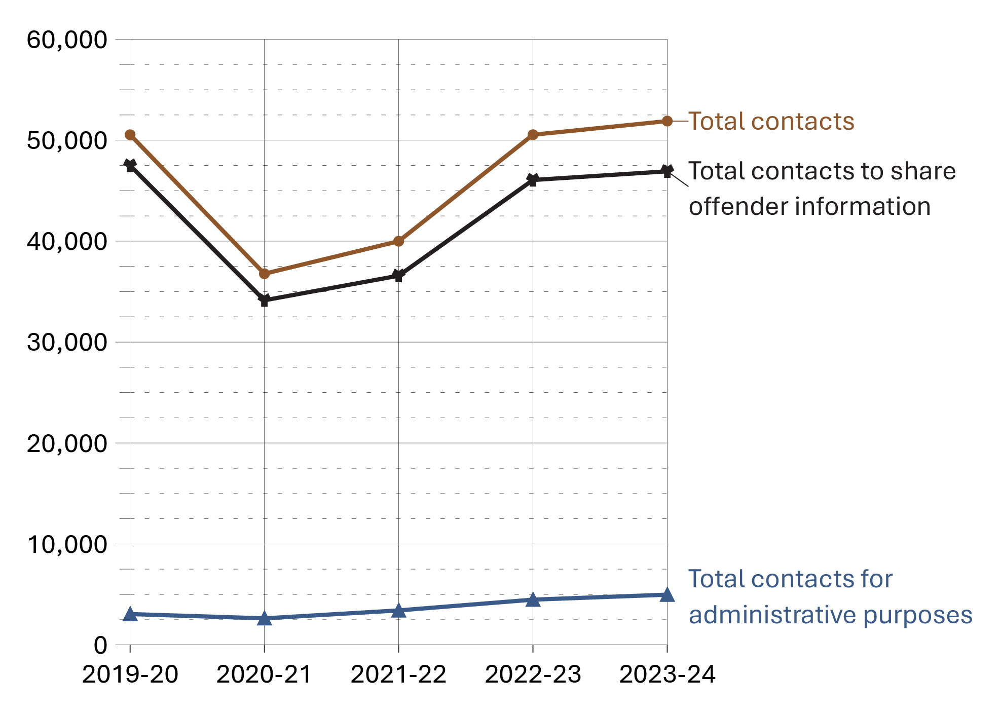 60,000
50,000
40,000
30,000
20,000
10,000
0
2019-20 2020-21 2021-22 2022-23 2023-24
Total contacts
Total contacts to share
offender information
Total contacts for
administrative purposes